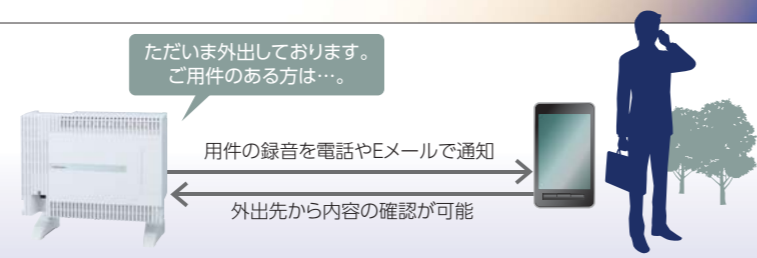 ただいま外出しております。
ご用件のある方は…。
用件の録音を電話やEメールで通知
外出先から内容の確認が可能